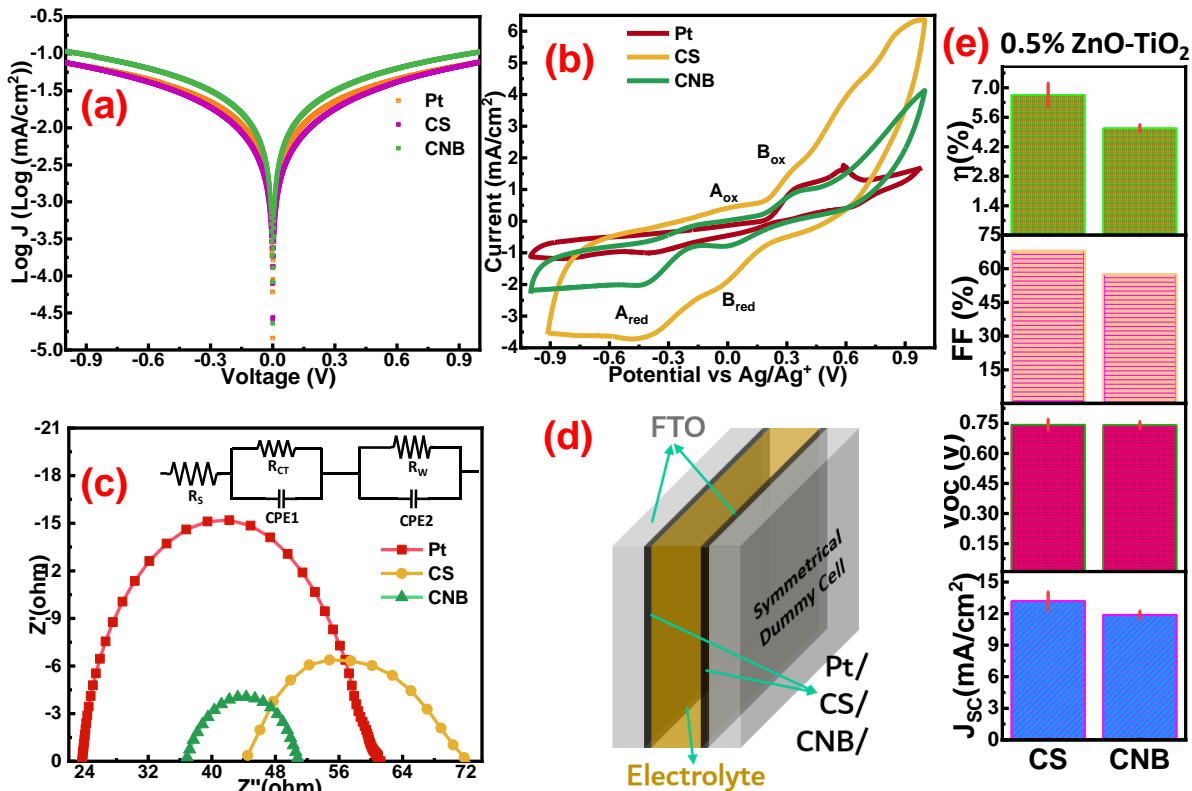 (a)
-0.5
-1.0
-1.5
-2.0
-2.5
-3.0
-3.5
-4.0
-4.5
-5.0
Log J (Log (mA/cm²))
Pt
CS
CNB
-0.9 -0.6 -0.3 0.0 0.3 0.6 0.9
Voltage (V)
(b)
6
5
4
3
2
1
0
-1
-2
-3
-4
Current (mA/cm²)
Pt
CS
CNB
Aox
Box
Ared
Bred
-0.9 -0.6 -0.3 0.0 0.3 0.6 0.9
Potential vs Ag/Ag⁺ (V)
(c)
-21
-18
-15
-12
-9
-6
-3
0
Z'(ohm)
RS
RCT
CPE1
RW
CPE2
Pt
CS
CNB
24 32 40 48 56 64 72
Z''(ohm)
(d)
FTO
Symmetrical
Dummy Cell
Pt/
CS/
CNB/
Electrolyte
(e) 0.5% ZnO-TiO₂
7.0
5.6
4.2
2.8
1.4
η(%)
75
60
45
30
15
FF (%)
0.75
0.60
0.45
0.30
0.15
VOC (V)
15
12
9
6
3
0
JSC(mA/cm²)
CS CNB